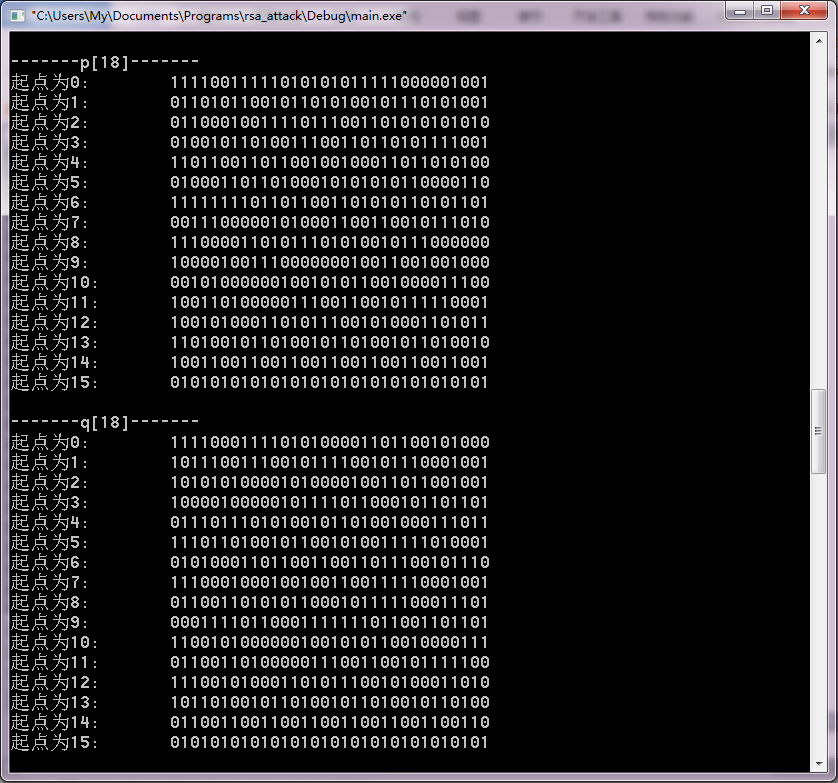 "C:\Users\My\Documents\Programs\rsa_attack\Debug\main.exe"
-------p[18]-------
起点为0: 11110011111010101011111000001001
起点为1: 01101011001011010100101110101001
起点为2: 01100010011110111001101010101010
起点为3: 01001011010011100110110101111001
起点为4: 11011001101100100100011011010100
起点为5: 01000110110100010101010110000110
起点为6: 11111111011011001101010110101101
起点为7: 00111000001010001100110010111010
起点为8: 11100001101011101010010111000000
起点为9: 10000100111000000010011001001000
起点为10: 00101000000100101011001000011100
起点为11: 10011010000011100110010111110001
起点为12: 10010100011010111001010001101011
起点为13: 11010010110100101101001011010010
起点为14: 10011001100110011001100110011001
起点为15: 01010101010101010101010101010101
-------q[18]-------
起点为0: 11110001111010100001101100101000
起点为1: 10111001110010111100101110001001
起点为2: 10101010000101000010011011001001
起点为3: 10000100000101111011000101101101
起点为4: 01110111010100101101001000111011
起点为5: 11101101001011001010011111010001
起点为6: 01010001101100110011011100101110
起点为7: 11100010001001001100111110001001
起点为8: 01100110101011000101111100011101
起点为9: 00011110110001111111011001101101
起点为10: 11001010000001001010110010000111
起点为11: 01100110100000111001100101111100
起点为12: 11100101000110101110010100011010
起点为13: 10110100101101001011010010110100
起点为14: 01100110011001100110011001100110
起点为15: 01010101010101010101010101010101